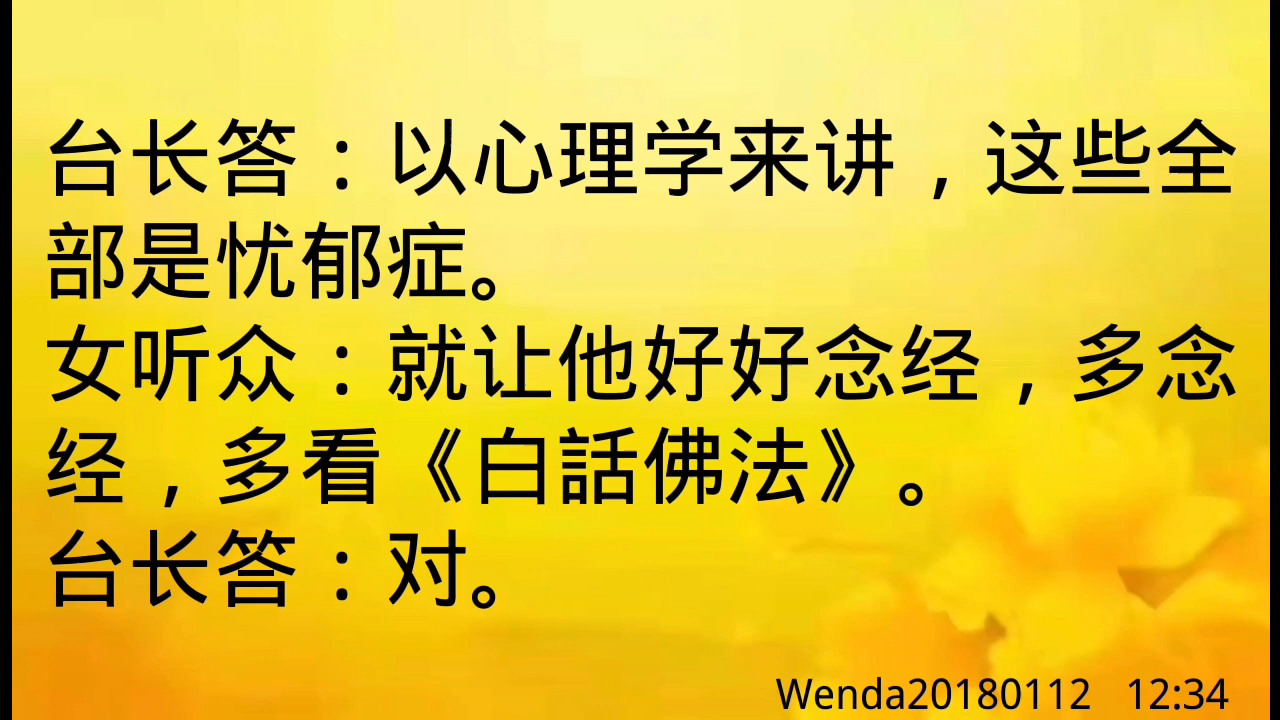 台长答：以心理学来讲，这些全
部是忧郁症。
女听众：就让他好好念经，多念
经，多看《白話佛法》。
台长答：对。
Wenda20180112 12:34